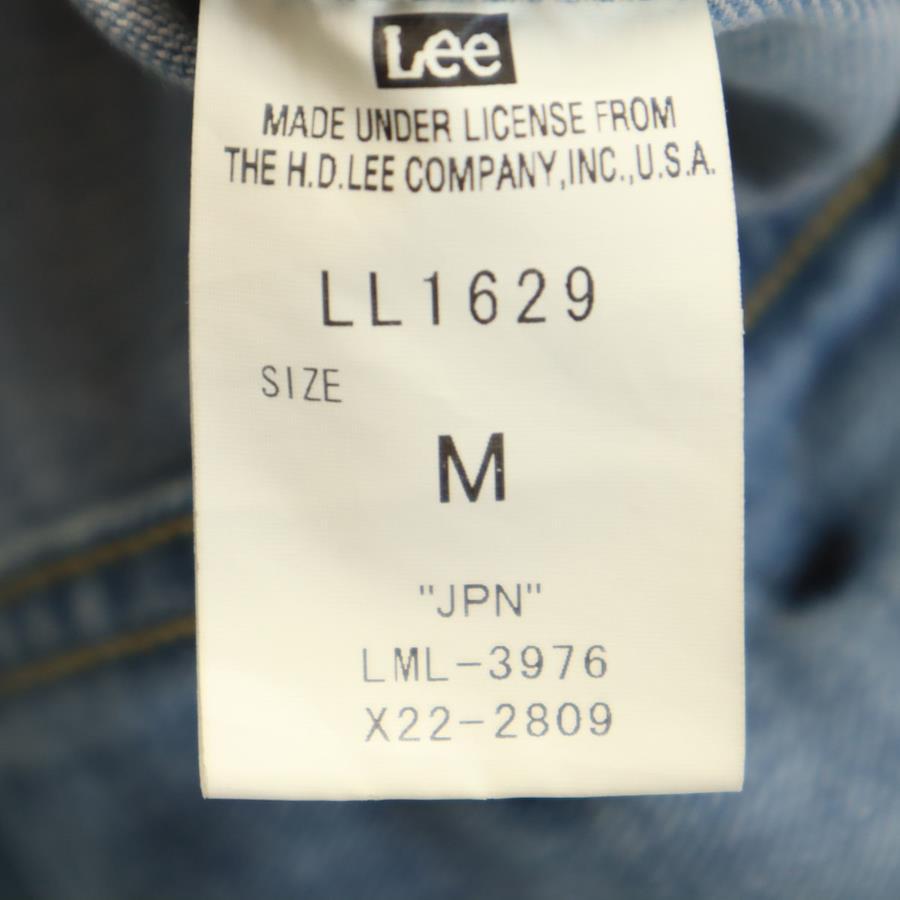 Lee
MADE UNDER LICENSE FROM
THE H.D.LEE COMPANY,INC.,U.S.A.
LL1629
SIZE
M
"JPN"
LML-3976
X22-2809